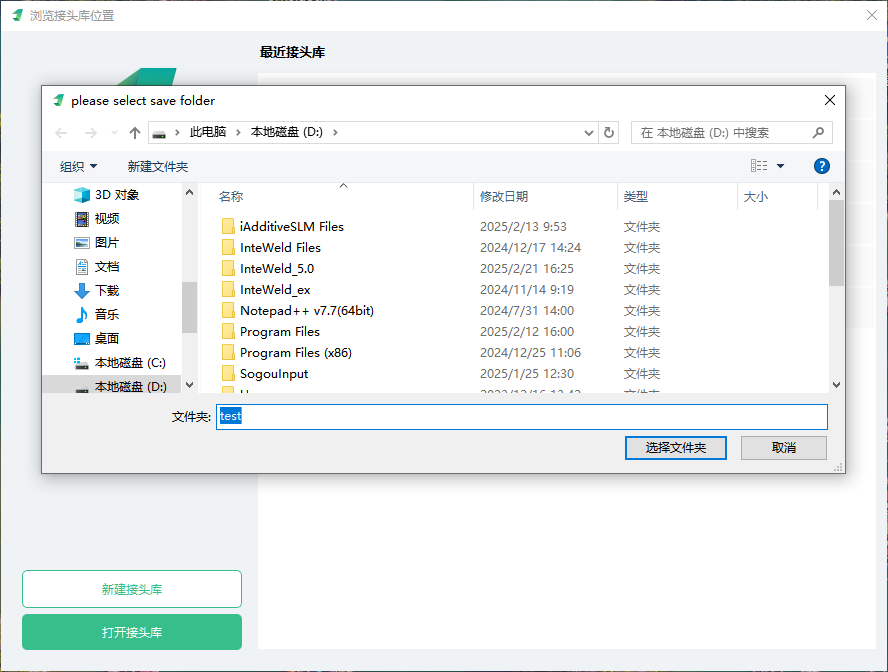 浏览接头库位置
最近接头库
please select save folder
此电脑 本地磁盘 (D:)
在 本地磁盘 (D:) 中搜索
组织 新建文件夹
3D 对象
视频
图片
文档
下载
音乐
桌面
本地磁盘 (C:)
本地磁盘 (D:)
名称 修改日期 类型 大小
iAdditiveSLM Files 2025/2/13 9:53 文件夹
InteWeld Files 2024/12/17 14:24 文件夹
InteWeld_5.0 2025/2/21 16:25 文件夹
InteWeld_ex 2024/11/14 9:19 文件夹
Notepad++ v7.7(64bit) 2024/7/31 14:00 文件夹
Program Files 2025/2/12 16:00 文件夹
Program Files (x86) 2024/12/25 11:06 文件夹
SogouInput 2025/1/25 12:30 文件夹
文件夹: test
选择文件夹 取消
新建接头库
打开接头库